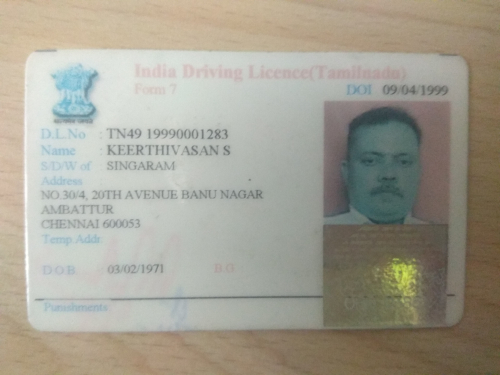 India Driving Licence(Tamilnadu)
Form 7
DOI 09/04/1999
D.L.No : TN49 19990001283
Name : KEERTHIVASAN S
S/D/W of : SINGARAM
Address
NO.30/4, 20TH AVENUE BANU NAGAR
AMBATTUR
CHENNAI 600053
Temp Addr:
D.O.B 03/02/1971 B.G.
Punishments